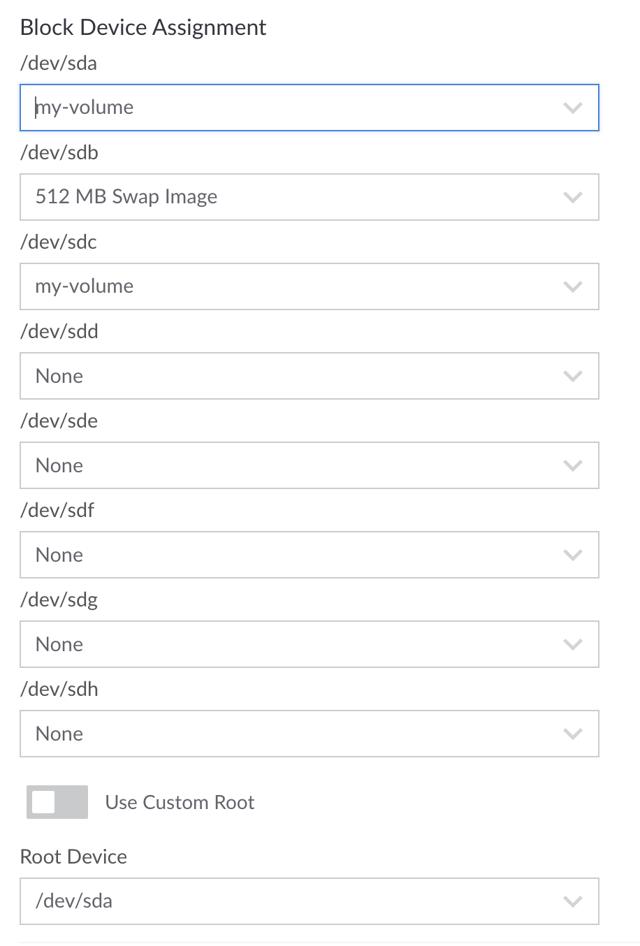 Block Device Assignment
/dev/sda
my-volume
/dev/sdb
512 MB Swap Image
/dev/sdc
my-volume
/dev/sdd
None
/dev/sde
None
/dev/sdf
None
/dev/sdg
None
/dev/sdh
None
Use Custom Root
Root Device
/dev/sda